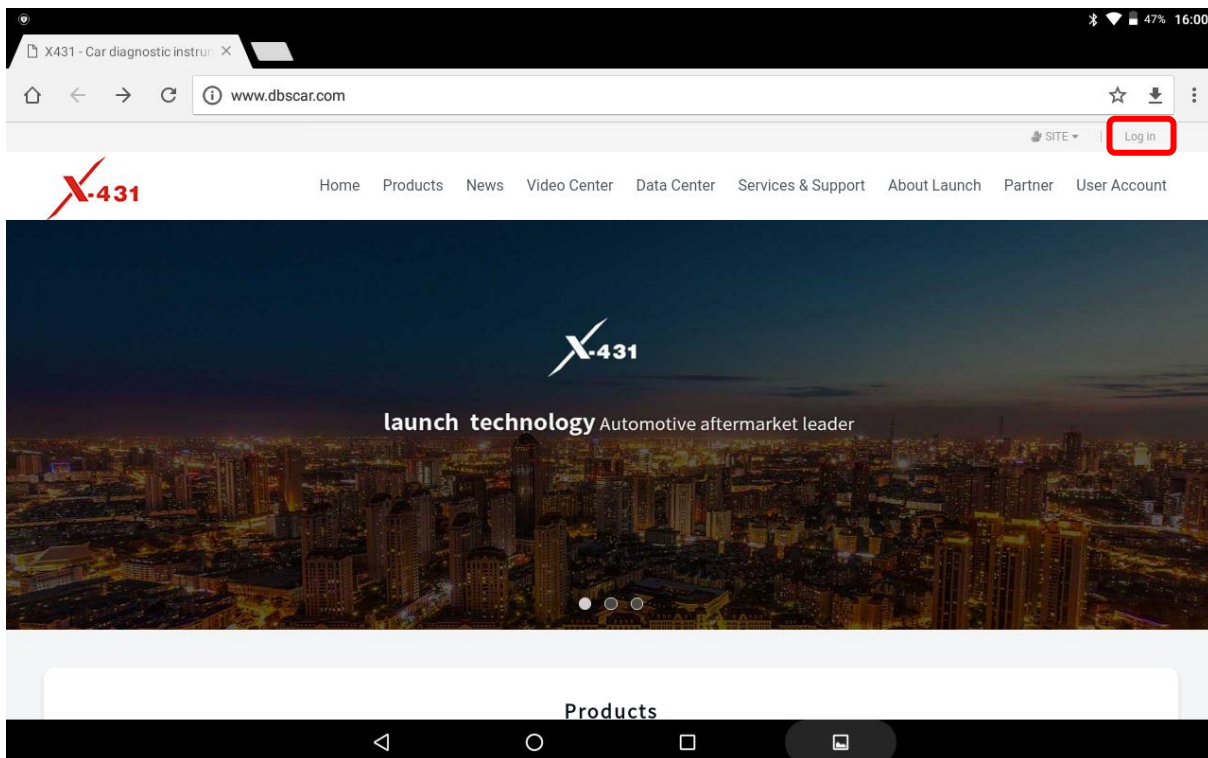 47% 16:00
X431 - Car diagnostic instrun
www.dbscar.com
SITE | Log in
X-431
Home Products News Video Center Data Center Services & Support About Launch Partner User Account
X-431
launch technology Automotive aftermarket leader
Products